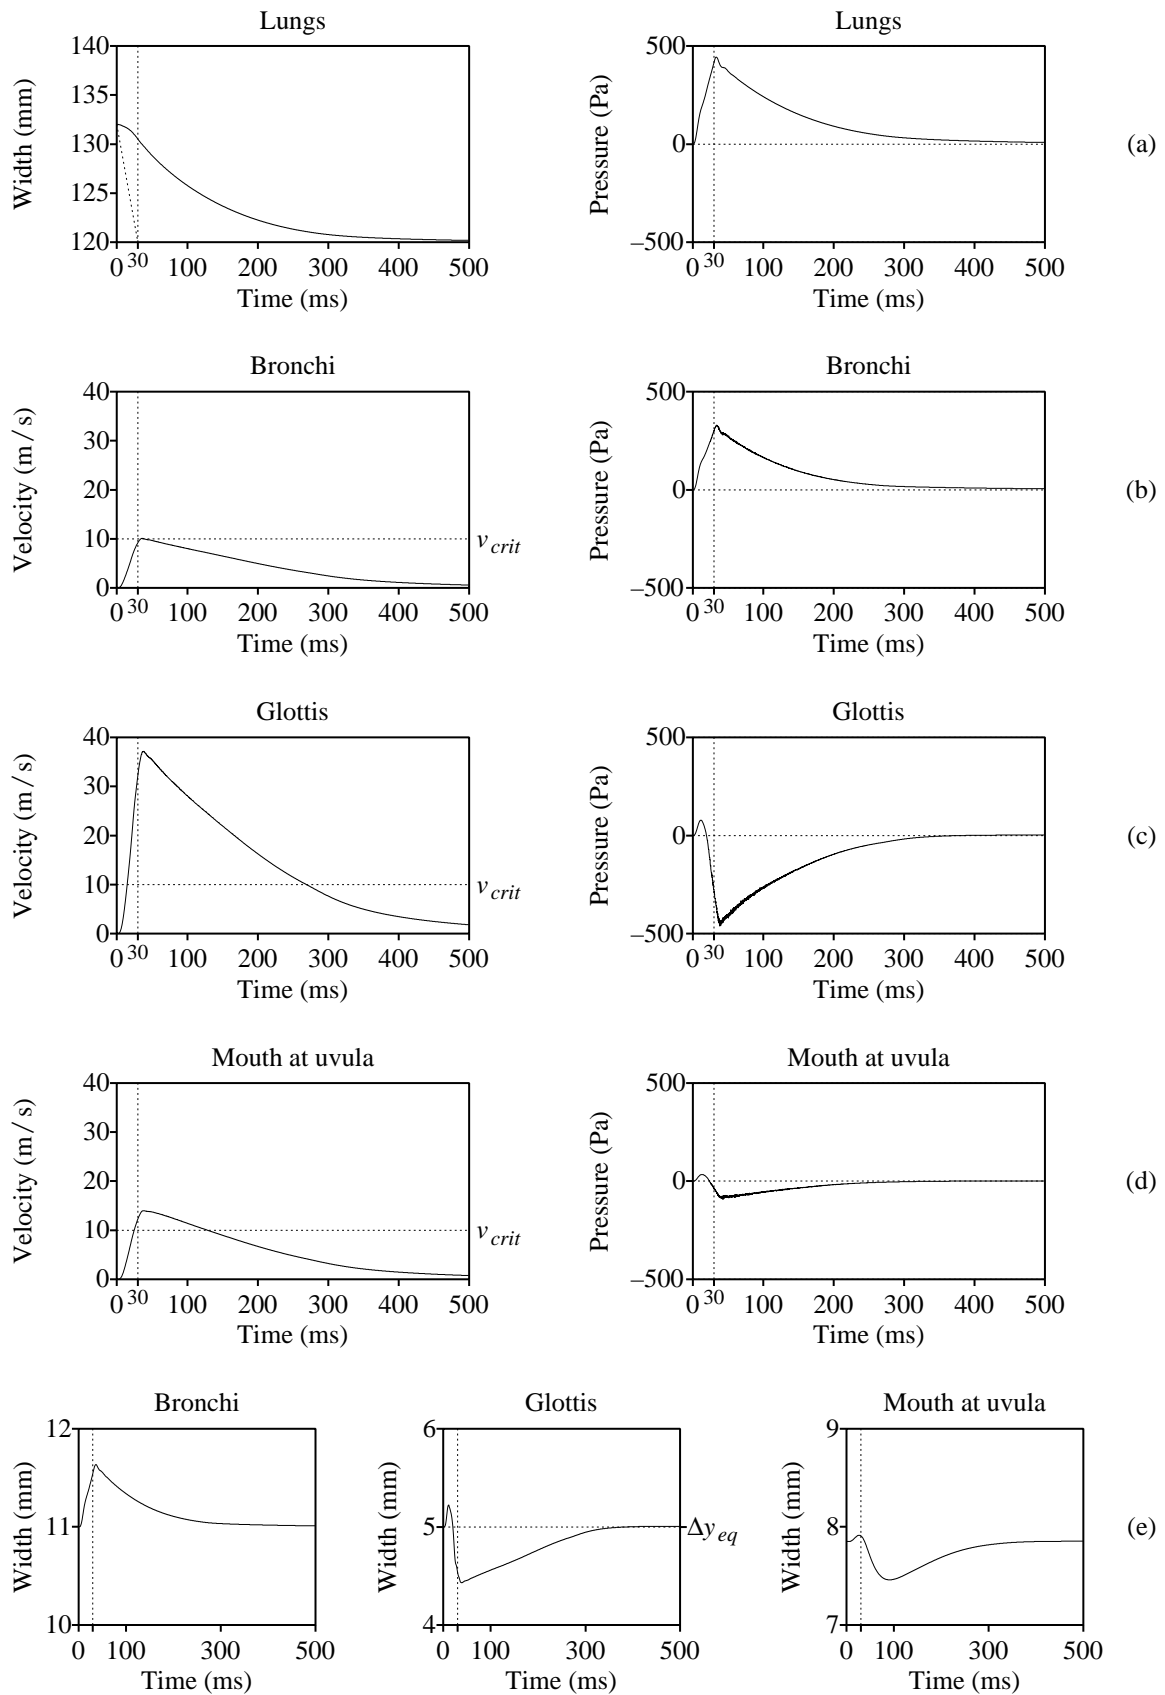 Lungs
Width (mm)
140
135
130
125
120
0 30 100 200 300 400 500
Time (ms)
Lungs
Pressure (Pa)
500
0
–500
0 30 100 200 300 400 500
Time (ms)
(a)
Bronchi
Velocity (m / s)
40
30
20
10
0
v crit
0 30 100 200 300 400 500
Time (ms)
Bronchi
Pressure (Pa)
500
0
–500
0 30 100 200 300 400 500
Time (ms)
(b)
Glottis
Velocity (m / s)
40
30
20
10
0
v crit
0 30 100 200 300 400 500
Time (ms)
Glottis
Pressure (Pa)
500
0
–500
0 30 100 200 300 400 500
Time (ms)
(c)
Mouth at uvula
Velocity (m / s)
40
30
20
10
0
v crit
0 30 100 200 300 400 500
Time (ms)
Mouth at uvula
Pressure (Pa)
500
0
–500
0 30 100 200 300 400 500
Time (ms)
(d)
Bronchi
Width (mm)
12
11
10
100 300 500
Time (ms)
Glottis
Width (mm)
6
5
4
Δy eq
0 100 300 500
Time (ms)
Mouth at uvula
Width (mm)
9
8
7
0 100 300 500
Time (ms)
(e)